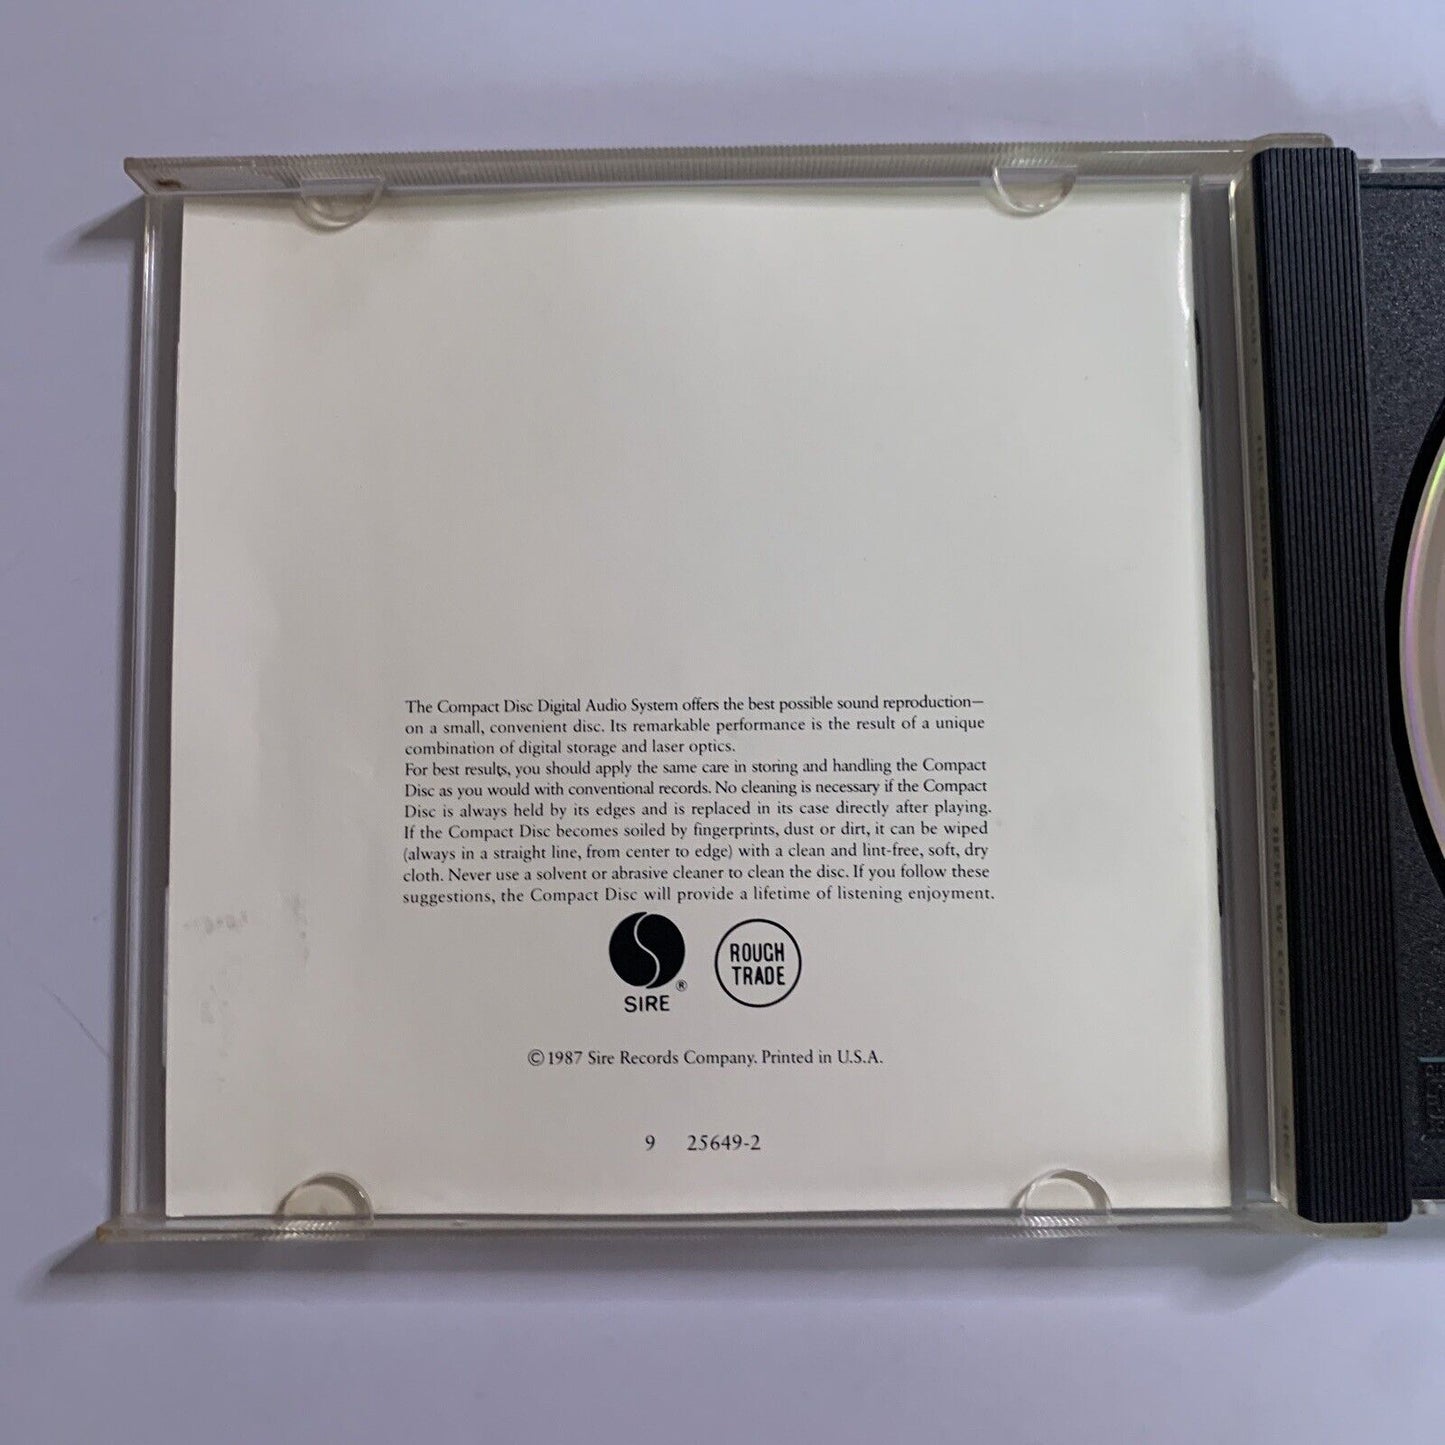 The Compact Disc Digital Audio System offers the best possible sound reproduction—
on a small, convenient disc. Its remarkable performance is the result of a unique
combination of digital storage and laser optics.
For best results, you should apply the same care in storing and handling the Compact
Disc as you would with conventional records. No cleaning is necessary if the Compact
Disc is always held by its edges and is replaced in its case directly after playing.
If the Compact Disc becomes soiled by fingerprints, dust or dirt, it can be wiped
(always in a straight line, from center to edge) with a clean and lint-free, soft, dry
cloth. Never use a solvent or abrasive cleaner to clean the disc. If you follow these
suggestions, the Compact Disc will provide a lifetime of listening enjoyment.
SIRE®
ROUGH
TRADE
©1987 Sire Records Company. Printed in U.S.A.
9 25649-2